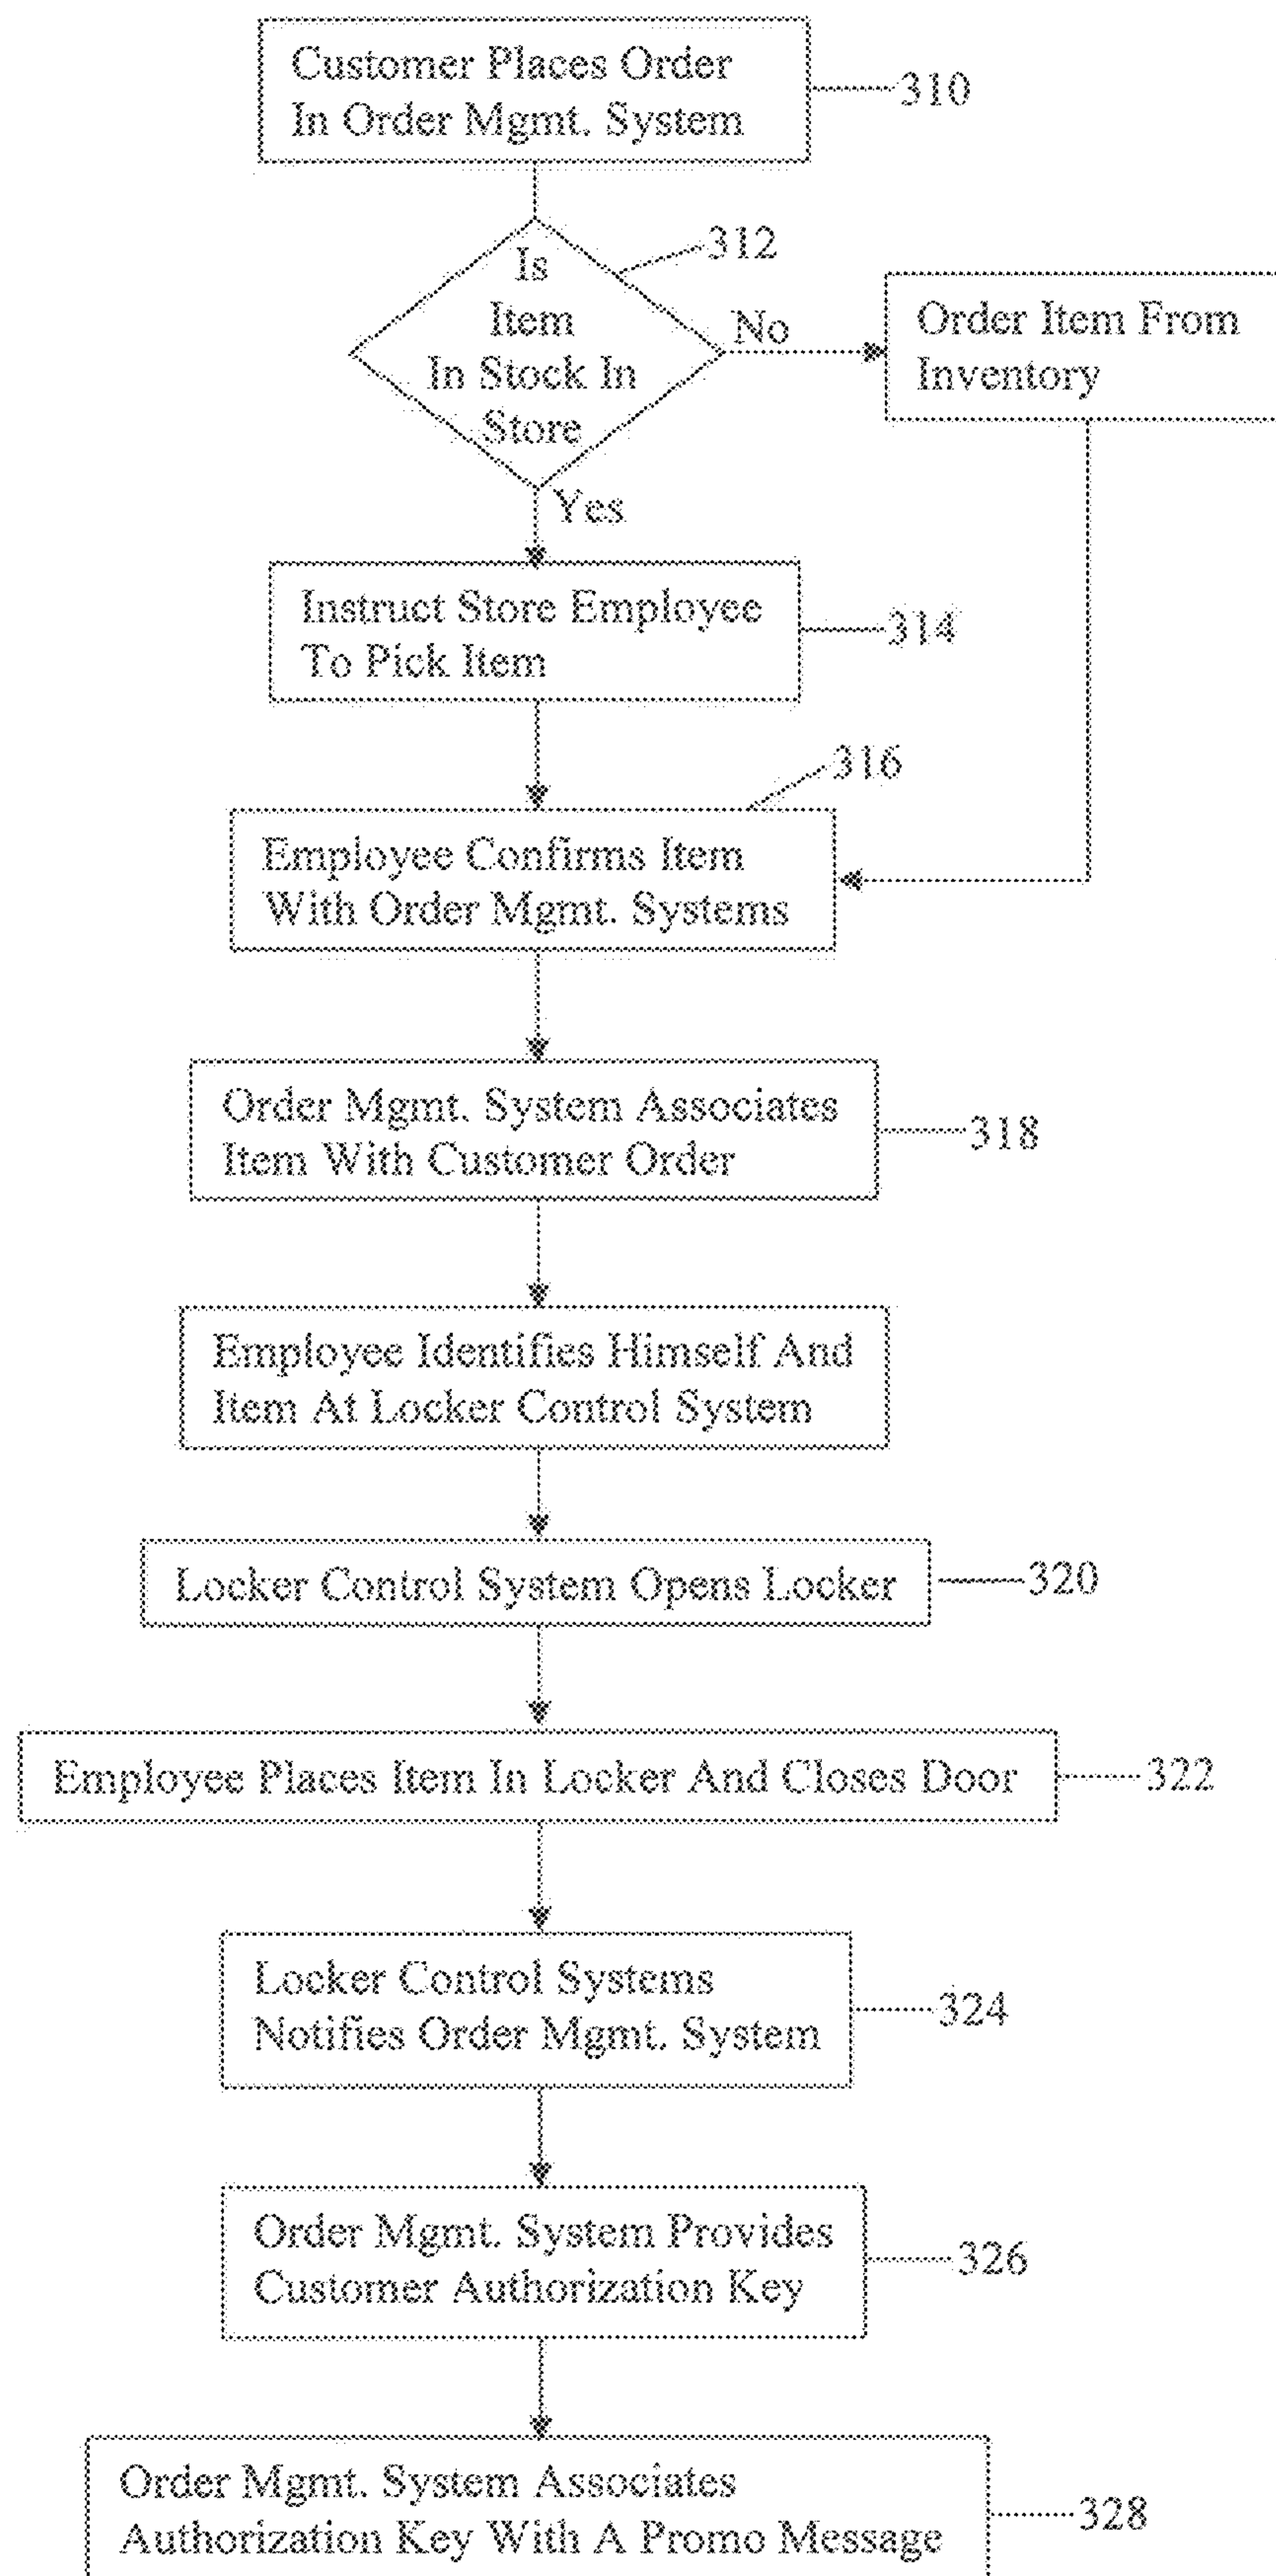 Customer Places Order
In Order Mgmt. System
310
312
Is
Item
In Stock In
Store
No
Order Item From
Inventory
Yes
Instruct Store Employee
To Pick Item
314
316
Employee Confirms Item
With Order Mgmt. Systems
Order Mgmt. System Associates
Item With Customer Order
318
Employee Identifies Himself And
Item At Locker Control System
Locker Control System Opens Locker
320
Employee Places Item In Locker And Closes Door
322
Locker Control Systems
Notifies Order Mgmt. System
324
Order Mgmt. System Provides
Customer Authorization Key
326
Order Mgmt. System Associates
Authorization Key With A Promo Message
328